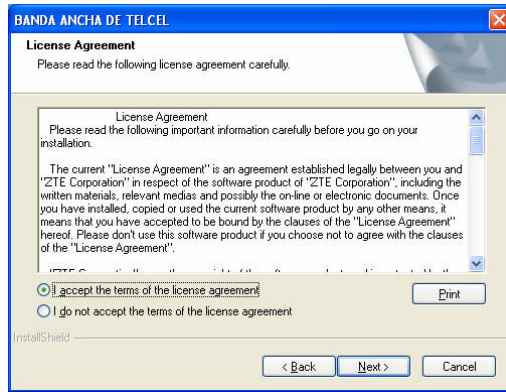 BANDA ANCHA DE TELCEL
License Agreement
Please read the following license agreement carefully.
License Agreement
Please read the following important information carefully before you go on your
installation.
The current "License Agreement" is an agreement established legally between you and
"ZTE Corporation" in respect of the software product of "ZTE Corporation", including the
written materials, relevant medias and possibly the on-line or electronic documents. Once
you have installed, copied or used the current software product by any other means, it
means that you have accepted to be bound by the clauses of the "License Agreement"
hereof. Please don't use this software product if you choose not to agree with the clauses
of the "License Agreement".
I accept the terms of the license agreement
Print
I do not accept the terms of the license agreement
InstallShield
< Back
Next >
Cancel